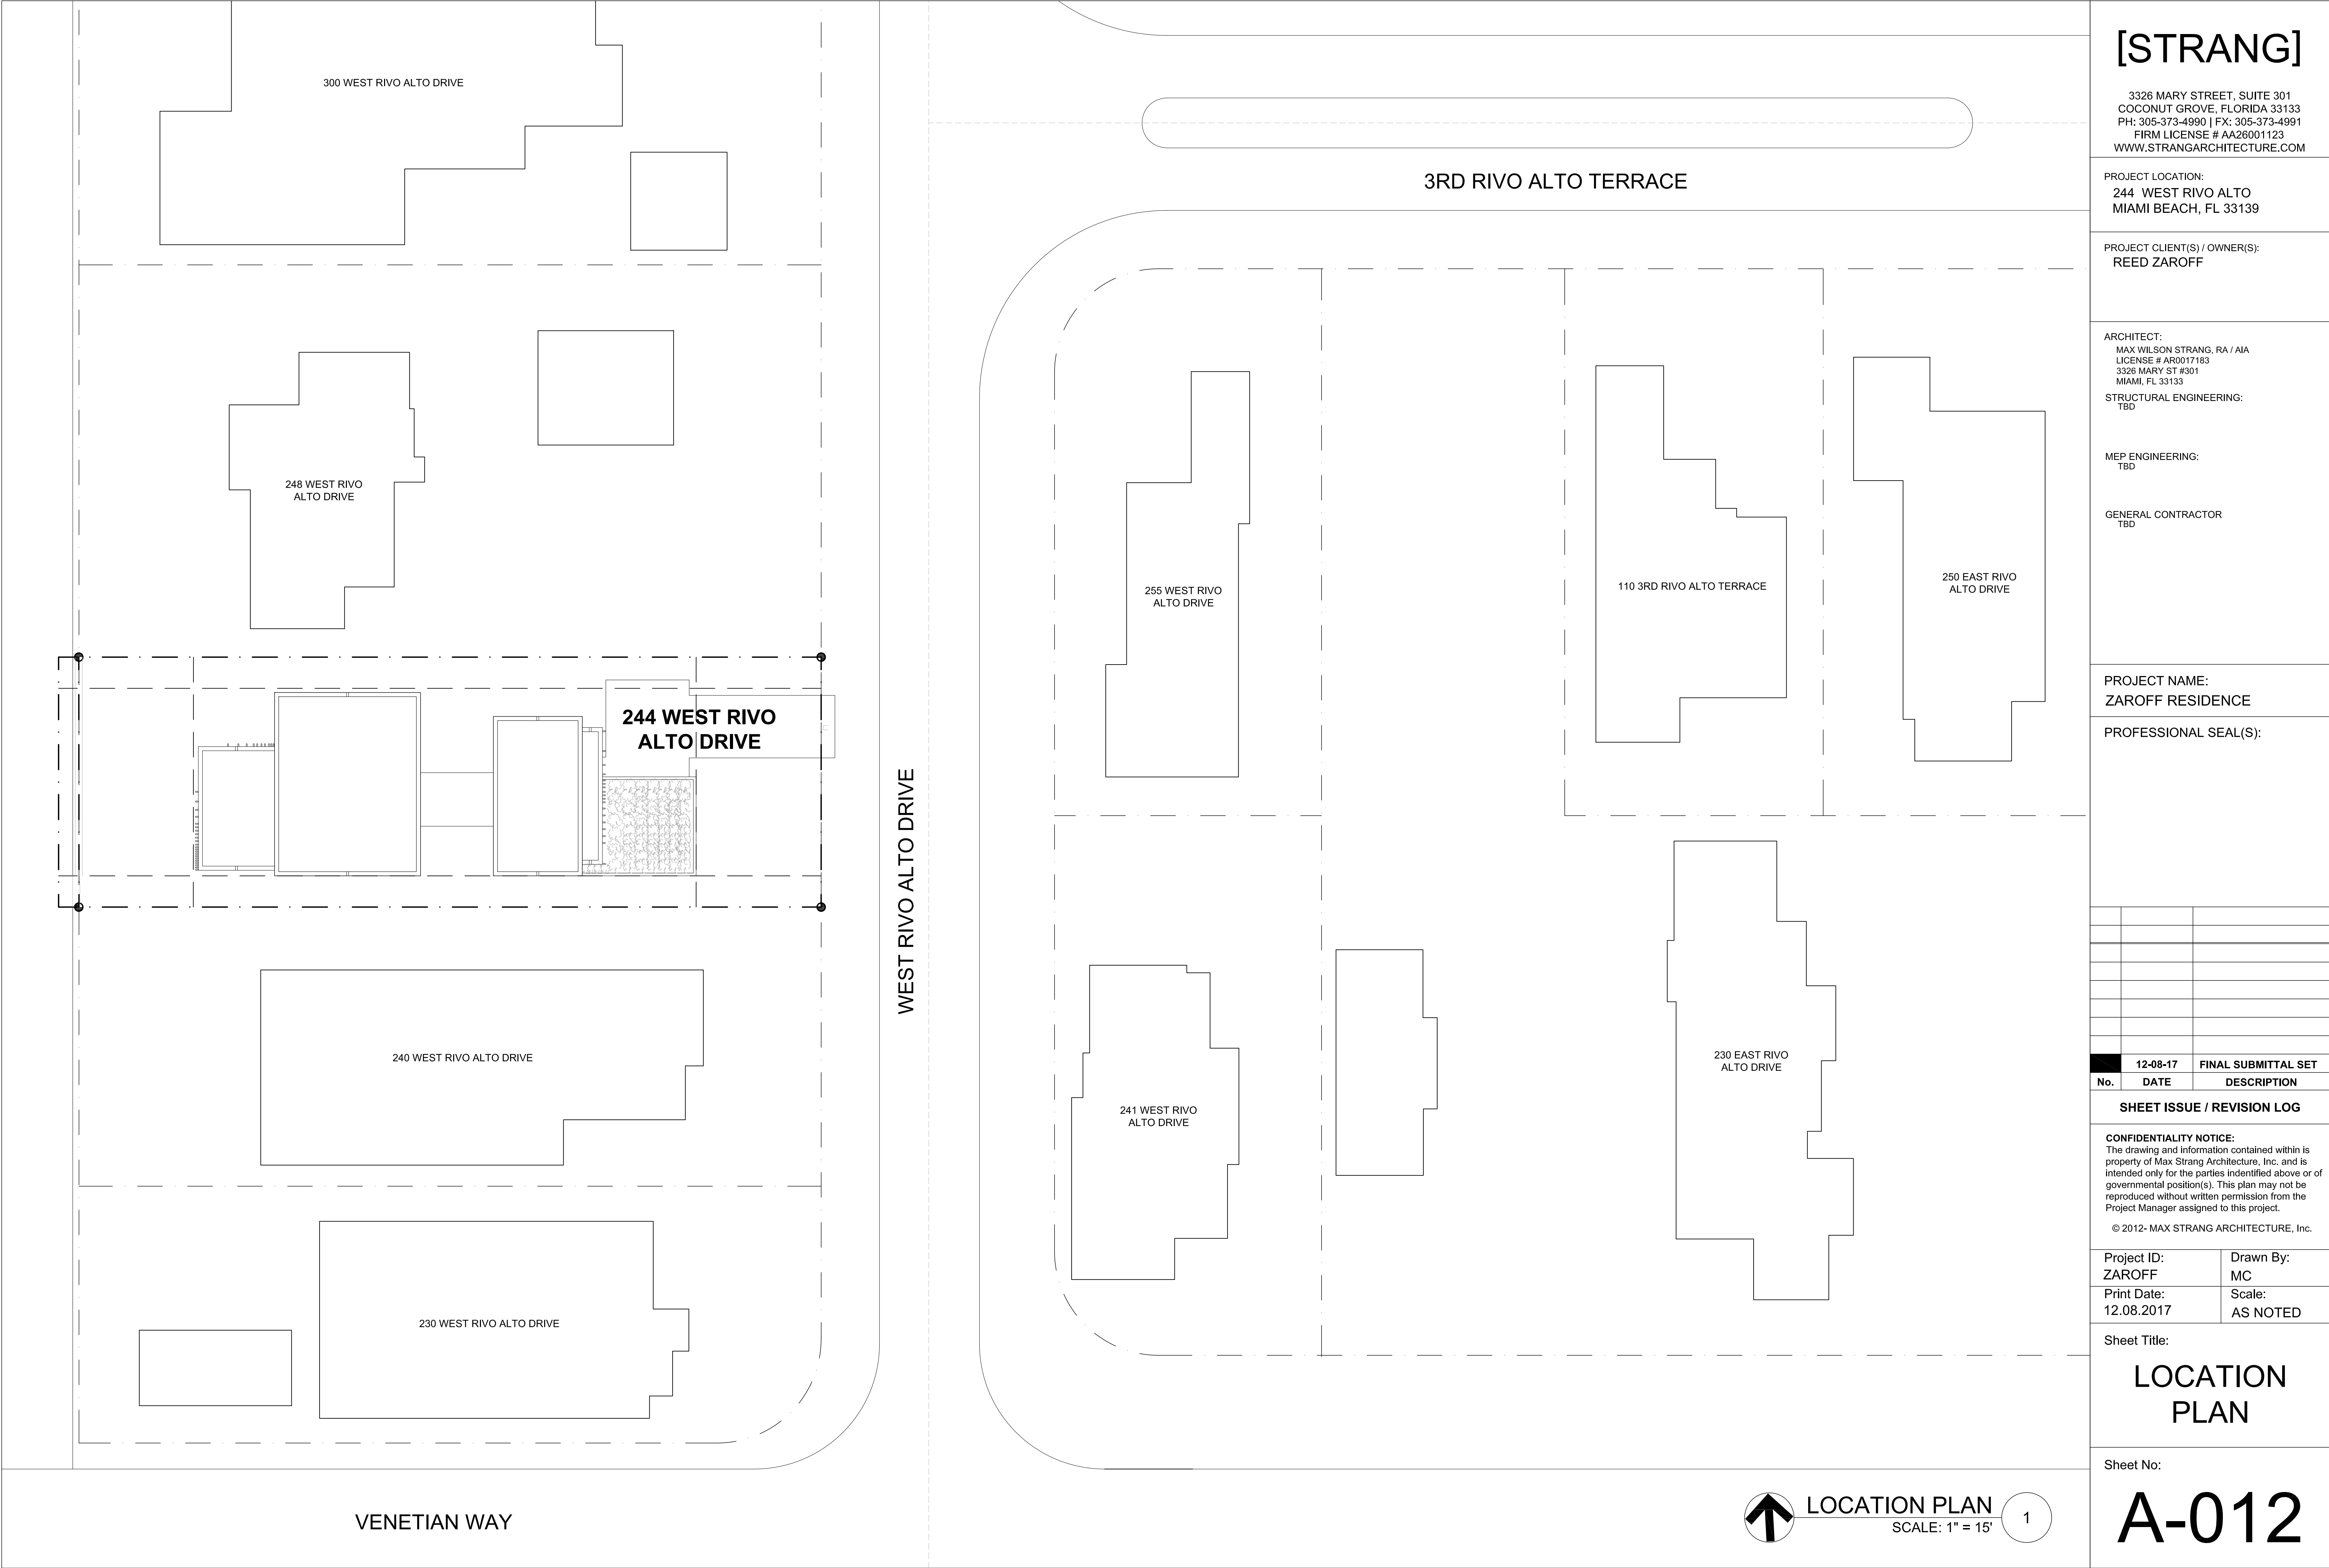 300 WEST RIVO ALTO DRIVE
3RD RIVO ALTO TERRACE
248 WEST RIVO
ALTO DRIVE
255 WEST RIVO
ALTO DRIVE
110 3RD RIVO ALTO TERRACE
250 EAST RIVO
ALTO DRIVE
244 WEST RIVO
ALTO DRIVE
WEST RIVO ALTO DRIVE
240 WEST RIVO ALTO DRIVE
241 WEST RIVO
ALTO DRIVE
230 EAST RIVO
ALTO DRIVE
230 WEST RIVO ALTO DRIVE
VENETIAN WAY
LOCATION PLAN
SCALE: 1" = 15'
1
[STRANG]
3326 MARY STREET, SUITE 301
COCONUT GROVE, FLORIDA 33133
PH: 305-373-4990 | FX: 305-373-4991
FIRM LICENSE # AA26001123
WWW.STRANGARCHITECTURE.COM
PROJECT LOCATION:
244 WEST RIVO ALTO
MIAMI BEACH, FL 33139
PROJECT CLIENT(S) / OWNER(S):
REED ZAROFF
ARCHITECT:
MAX WILSON STRANG, RA / AIA
LICENSE # AR0017183
3326 MARY ST #301
MIAMI, FL 33133
STRUCTURAL ENGINEERING:
TBD
MEP ENGINEERING:
TBD
GENERAL CONTRACTOR
TBD
PROJECT NAME:
ZAROFF RESIDENCE
PROFESSIONAL SEAL(S):
12-08-17 FINAL SUBMITTAL SET
No. DATE DESCRIPTION
SHEET ISSUE / REVISION LOG
CONFIDENTIALITY NOTICE:
The drawing and information contained within is
property of Max Strang Architecture, Inc. and is
intended only for the parties indentified above or of
governmental position(s). This plan may not be
reproduced without written permission from the
Project Manager assigned to this project.
© 2012- MAX STRANG ARCHITECTURE, Inc.
Project ID: Drawn By:
ZAROFF MC
Print Date: Scale:
12.08.2017 AS NOTED
Sheet Title:
LOCATION
PLAN
Sheet No:
A-012